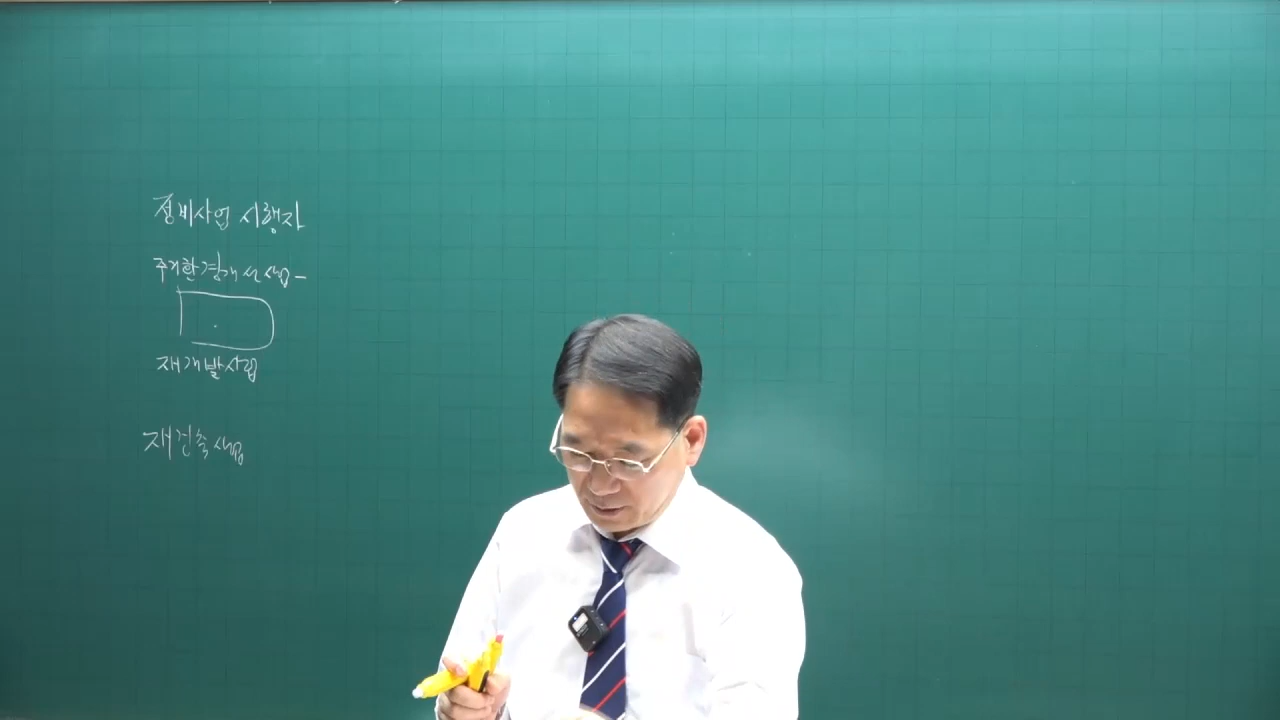 정비사업 시행자
주거환경개선사업 -
재개발사업
재건축사업